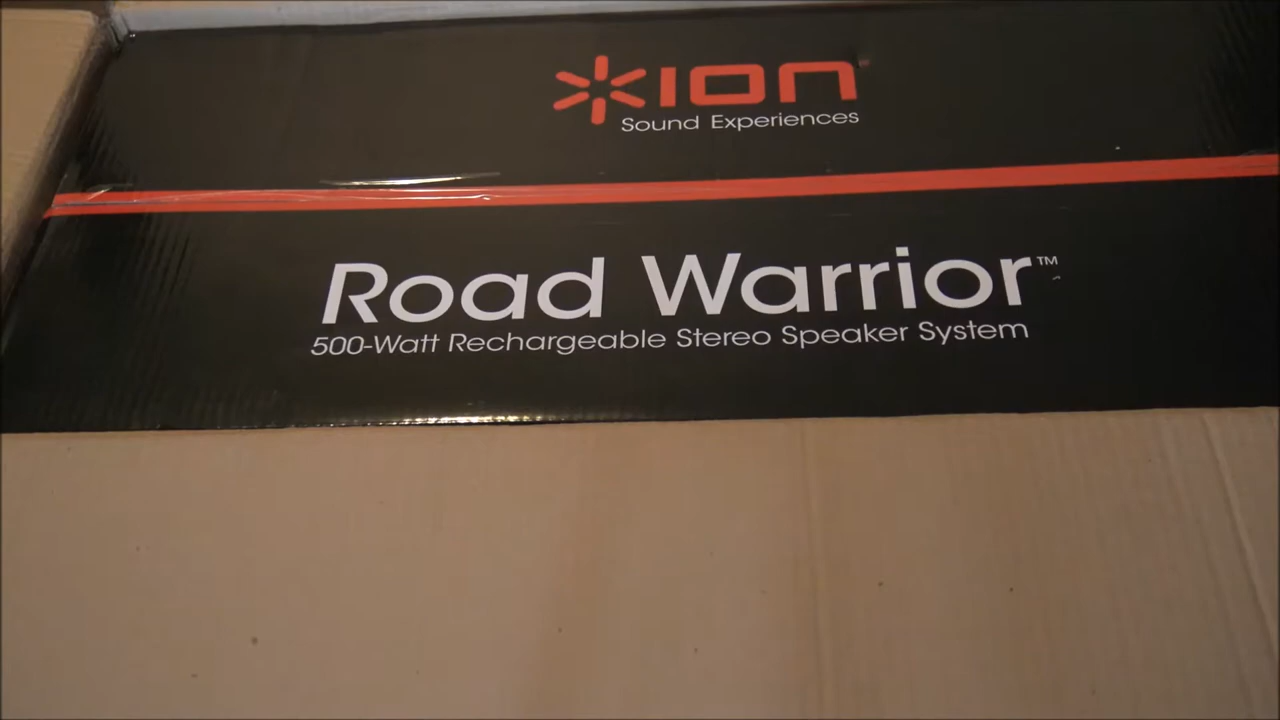 ION
Sound Experiences
Road Warrior™
500-Watt Rechargeable Stereo Speaker System